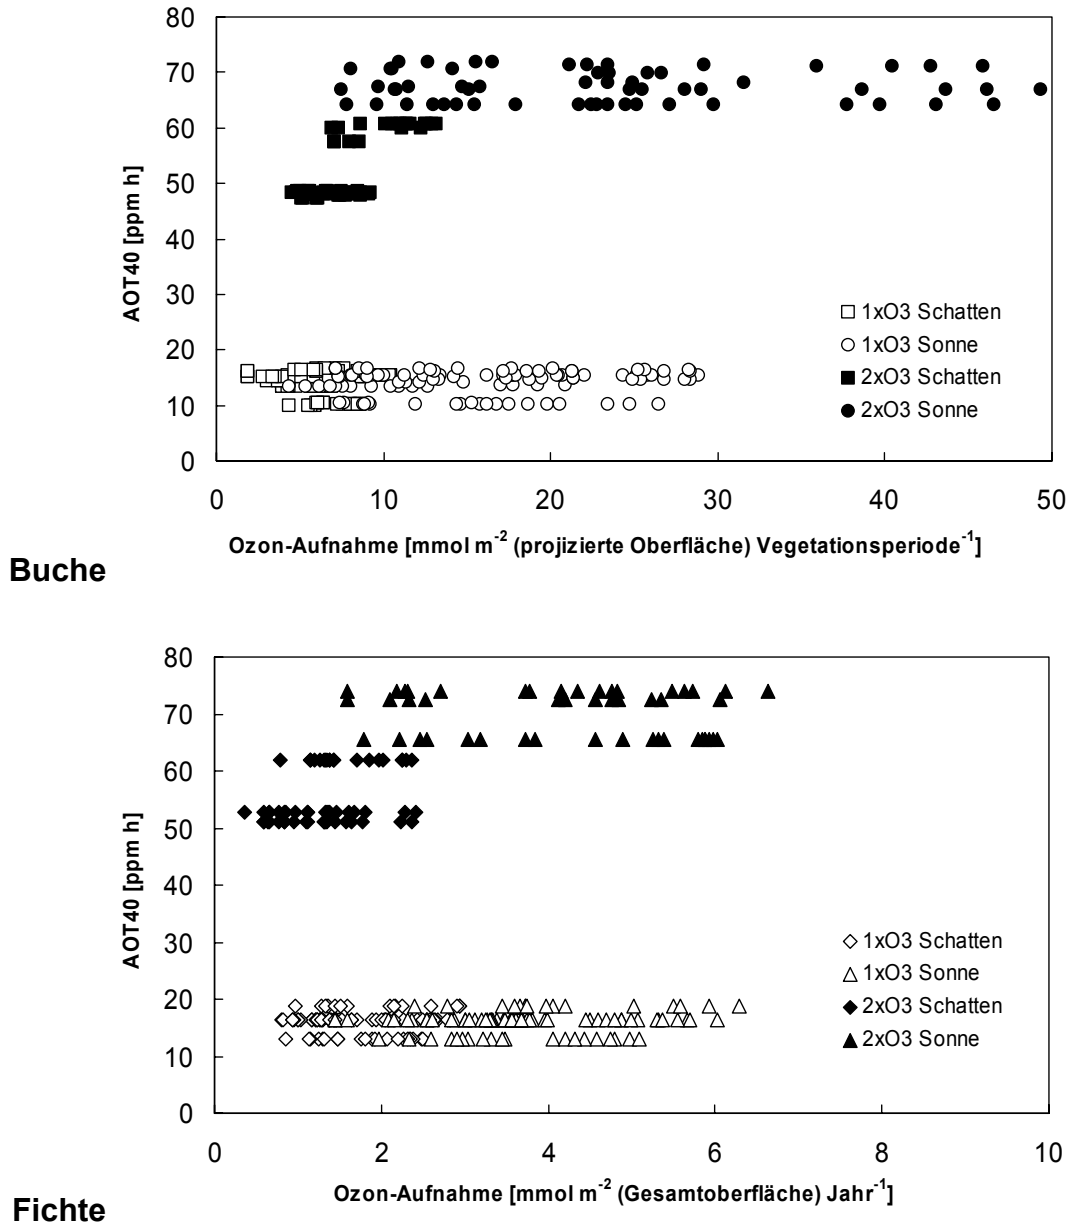 80
70
60
50
40
30
20
10
0
AOT40 [ppm h]
1xO3 Schatten
1xO3 Sonne
2xO3 Schatten
2xO3 Sonne
0 10 20 30 40 50
Ozon-Aufnahme [mmol m⁻² (projizierte Oberfläche) Vegetationsperiode⁻¹]
Buche
80
70
60
50
40
30
20
10
0
AOT40 [ppm h]
1xO3 Schatten
1xO3 Sonne
2xO3 Schatten
2xO3 Sonne
0 2 4 6 8 10
Ozon-Aufnahme [mmol m⁻² (Gesamtoberfläche) Jahr⁻¹]
Fichte